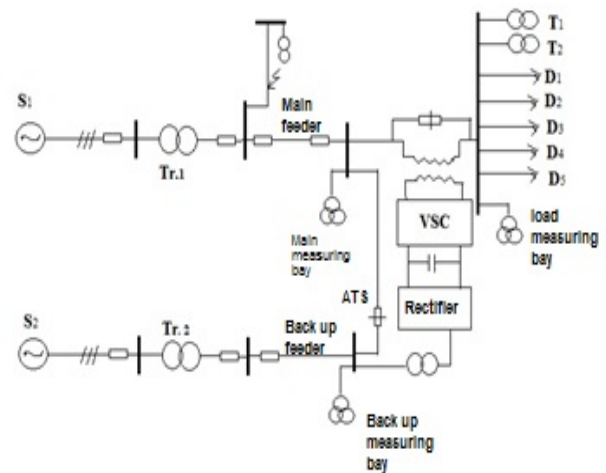 S1
Tr.1
Main
feeder
Main
measuring
bay
T1
T2
D1
D2
D3
D4
D5
VSC
load
measuring
bay
ATS
Rectifier
S2
Tr. 2
Back up
feeder
Back up
measuring
bay